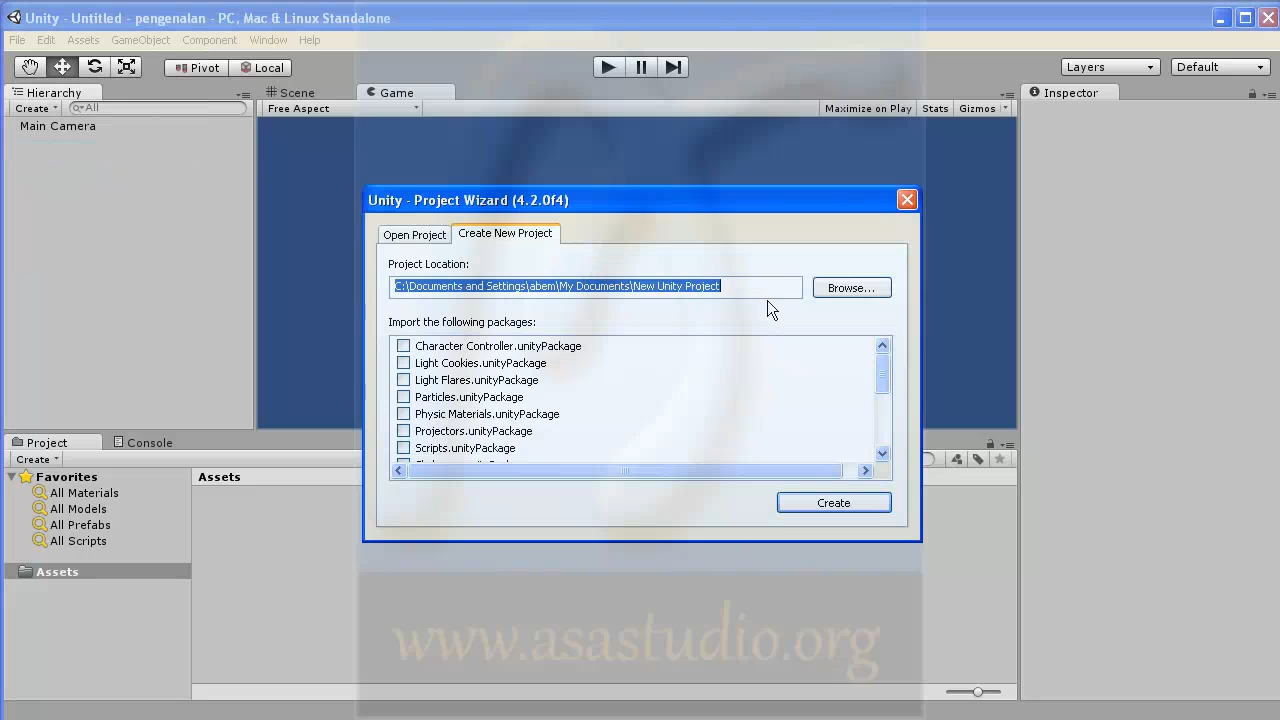 Unity - Untitled - pengenalan - PC, Mac & Linux Standalone
File Edit Assets GameObject Component Window Help
Pivot Local Layers Default
Hierarchy Scene Game Inspector
Create All Free Aspect Maximize on Play Stats Gizmos
Main Camera
Unity - Project Wizard (4.2.0f4)
Open Project Create New Project
Project Location:
C:\Documents and Settings\abem\My Documents\New Unity Project
Browse...
Import the following packages:
Character Controller.unityPackage
Light Cookies.unityPackage
Light Flares.unityPackage
Particles.unityPackage
Physic Materials.unityPackage
Projectors.unityPackage
Scripts.unityPackage
Create
Project Console
Create
Favorites Assets
All Materials
All Models
All Prefabs
All Scripts
Assets
www.asastudio.org